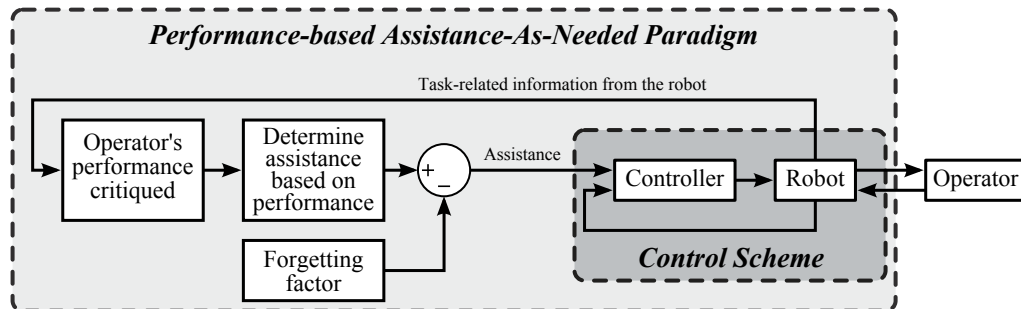 Performance-based Assistance-As-Needed Paradigm
Task-related information from the robot
Operator's
performance
critiqued
Determine
assistance
based on
performance
+
−
Assistance
Controller
Robot
Operator
Forgetting
factor
Control Scheme